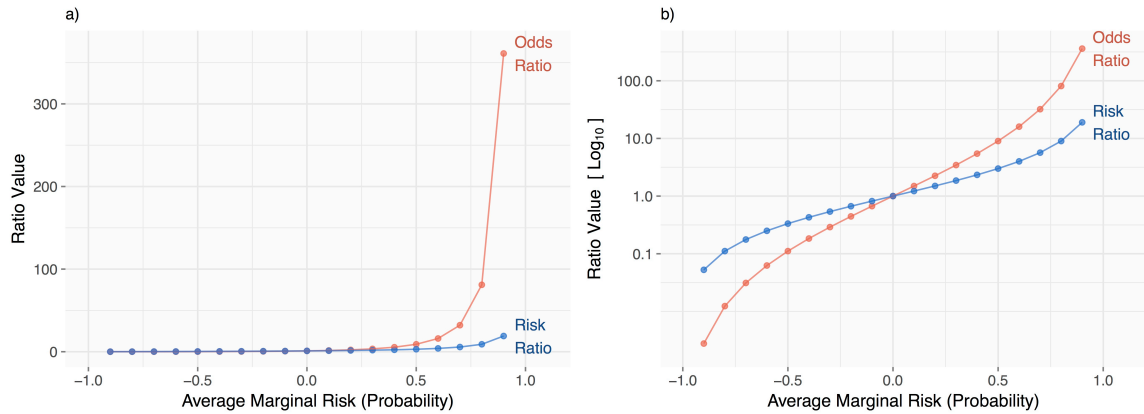 a)
Odds
Ratio
300
200
100
0
Ratio Value
Risk
Ratio
−1.0
−0.5
0.0
0.5
1.0
Average Marginal Risk (Probability)
b)
Odds
Ratio
Risk
Ratio
100.0
10.0
1.0
0.1
Ratio Value [ Log10 ]
−1.0
−0.5
0.0
0.5
1.0
Average Marginal Risk (Probability)